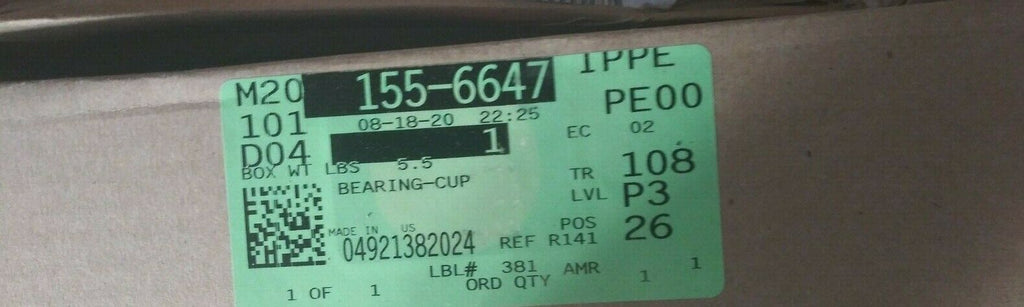 M20 155-6647 IPPE
101 08-18-20 22:25 PE00
D04 1 EC 02
BOX WT LBS 5.5 TR 108
BEARING-CUP LVL P3
MADE IN US POS 26
04921382024 REF R141
LBL# 381 AMR
1 OF 1 ORD QTY 1 1